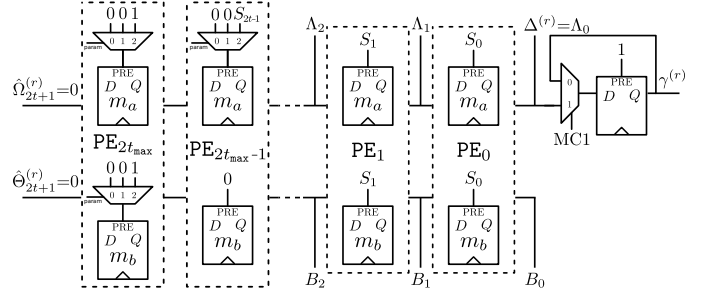 0 0 1
0 0 S_{2t-1}
Λ_2
Λ_1
Δ^{(r)}=Λ_0
param
0 1 2
param
0 1 2
S_1
S_0
1
Ω̂^{(r)}_{2t+1}=0
PRE
D Q
m_a
PRE
D Q
m_a
PRE
D Q
m_a
PRE
D Q
m_a
0
1
MC1
PRE
D Q
γ^{(r)}
PE_{2t_max}
PE_{2t_max-1}
PE_1
PE_0
Θ̂^{(r)}_{2t+1}=0
0 0 1
param
0 1 2
0
S_1
S_0
PRE
D Q
m_b
PRE
D Q
m_b
PRE
D Q
m_b
PRE
D Q
m_b
B_2
B_1
B_0